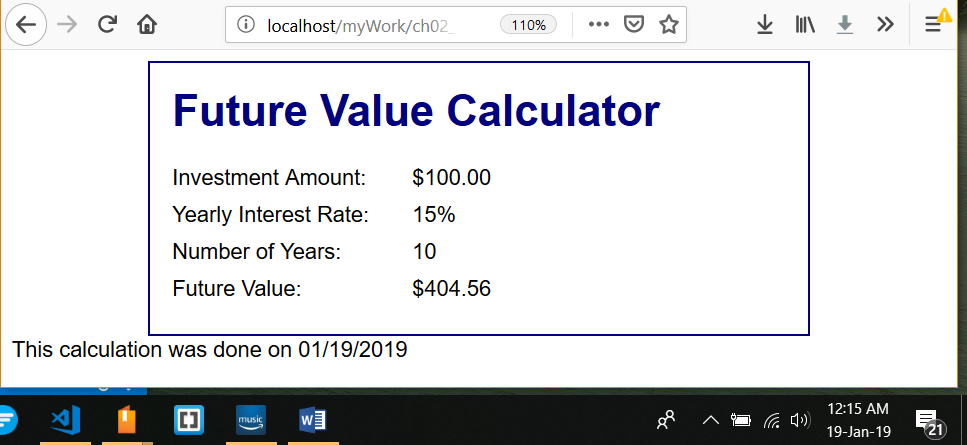 localhost/myWork/ch02_
110%
Future Value Calculator
Investment Amount: $100.00
Yearly Interest Rate: 15%
Number of Years: 10
Future Value: $404.56
This calculation was done on 01/19/2019
music
W
12:15 AM
19-Jan-19
21